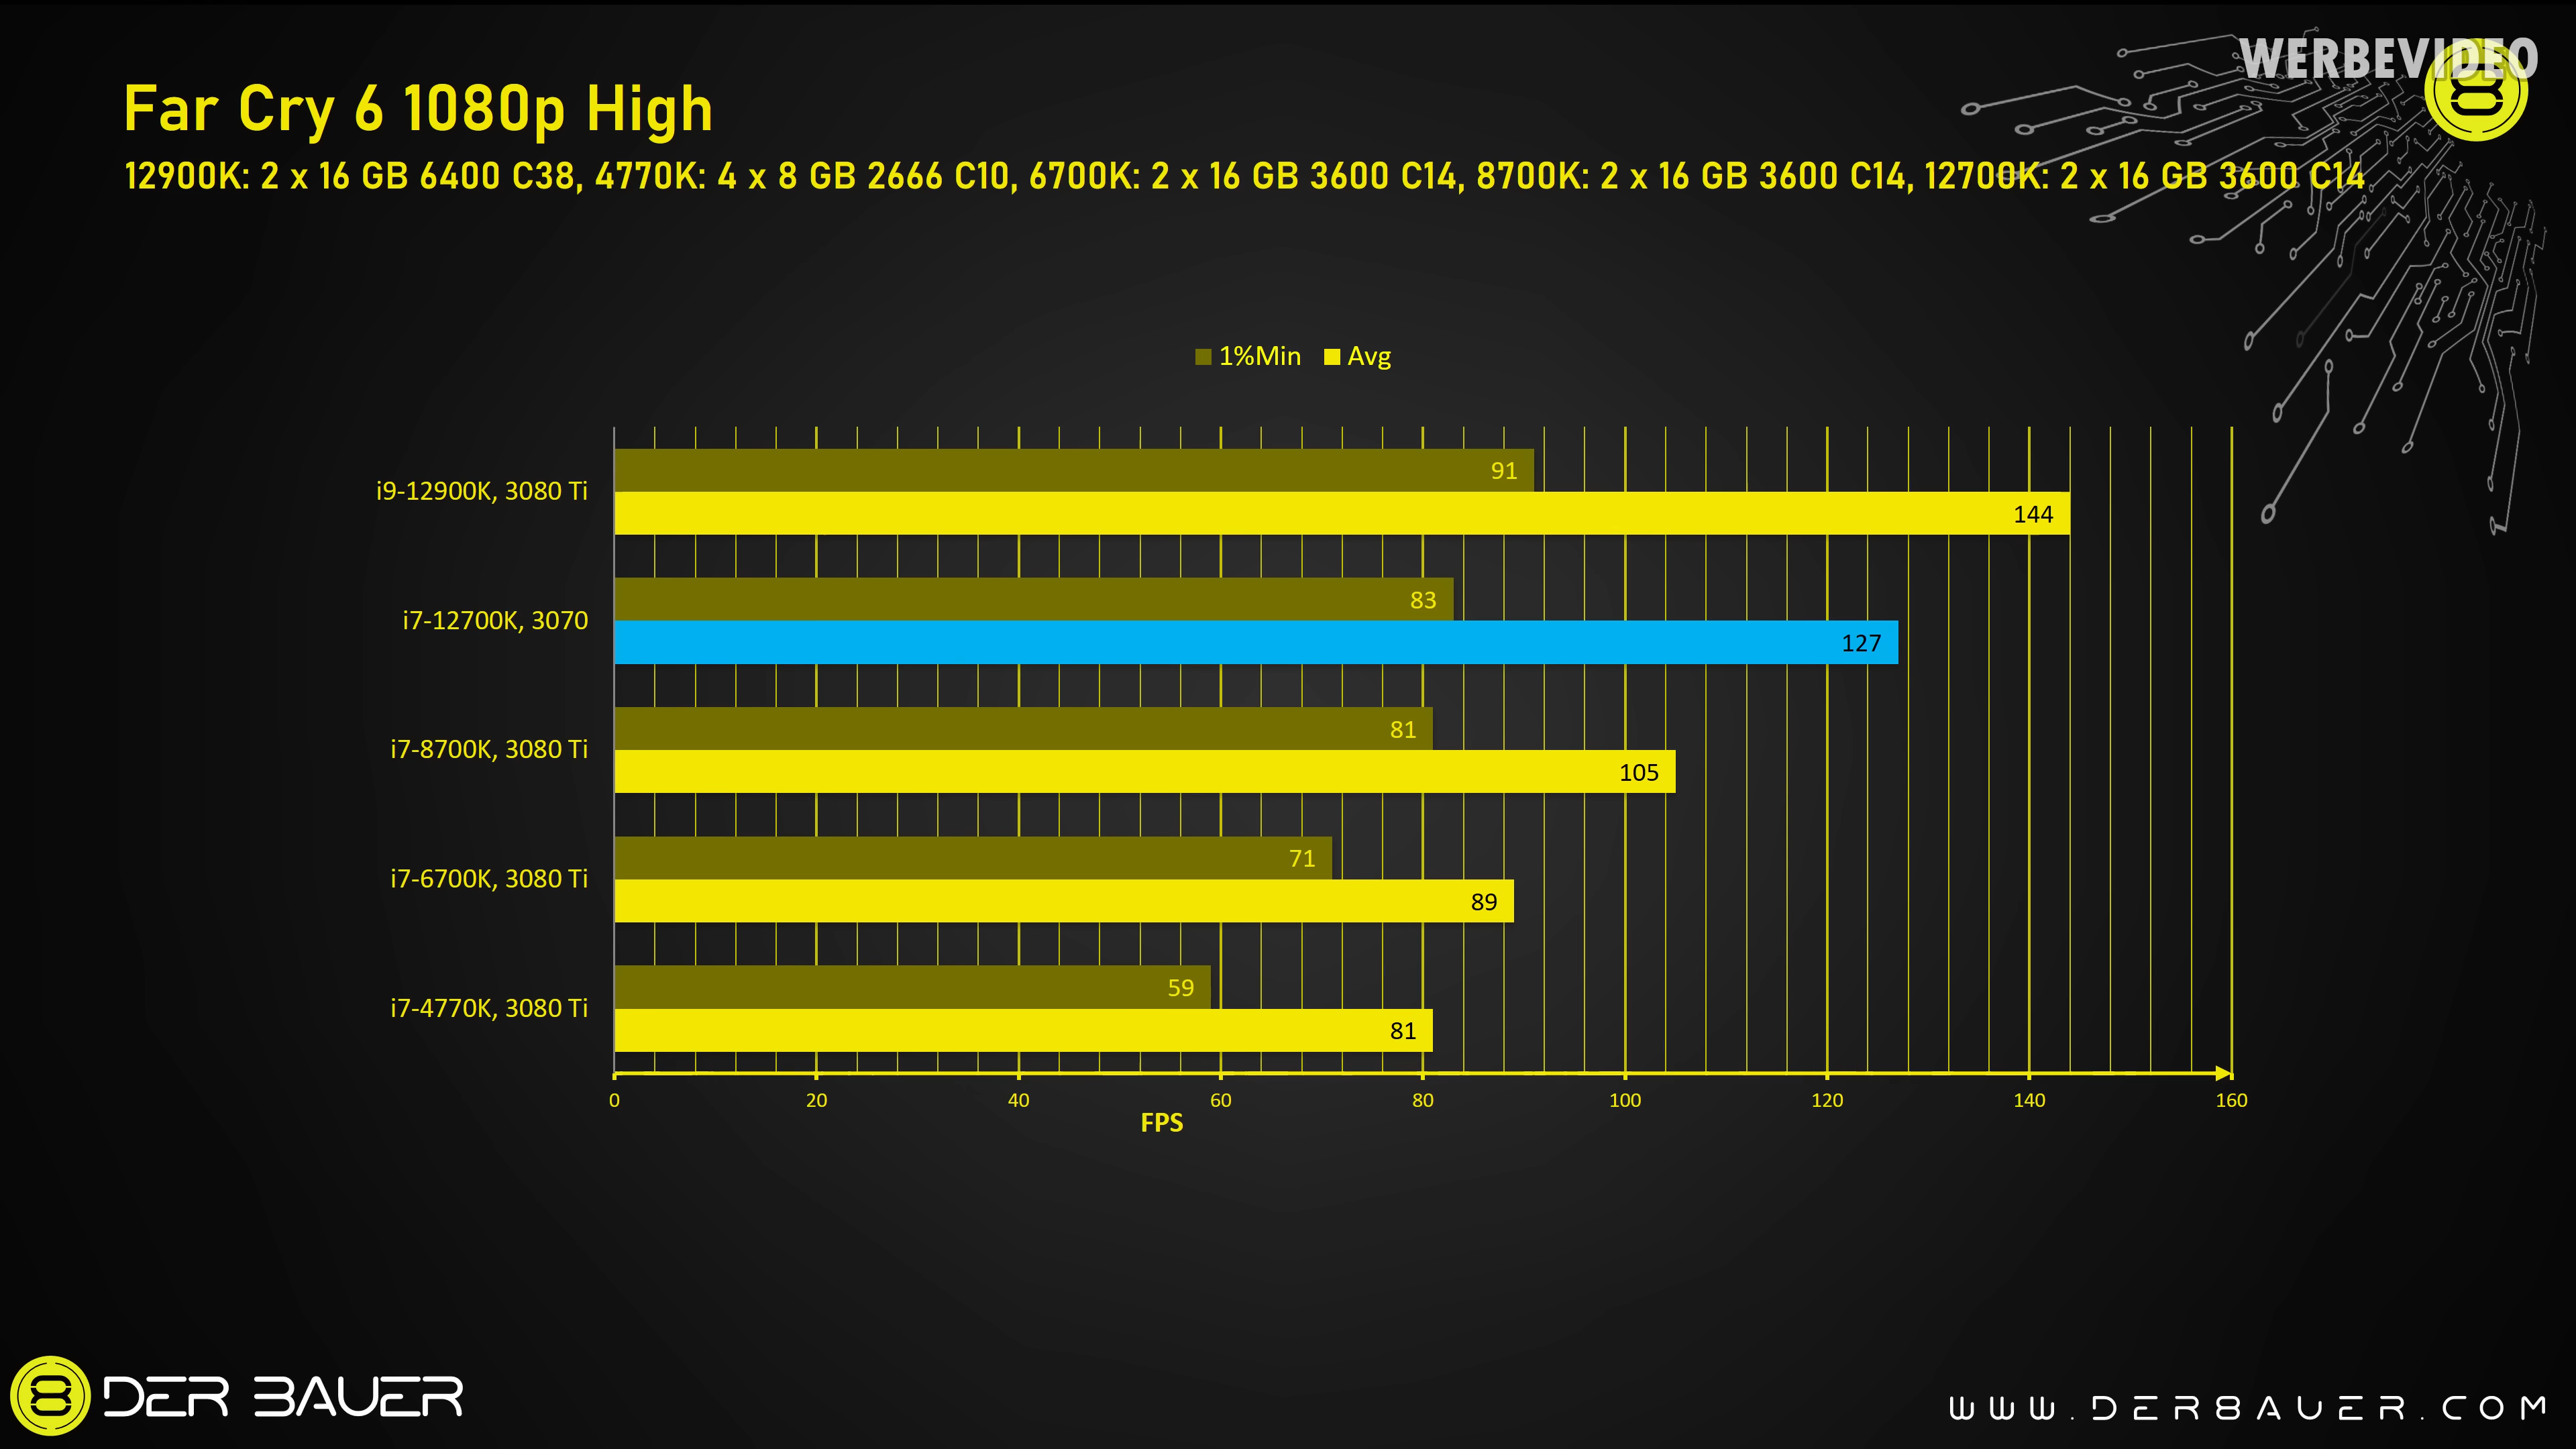 WERBEVIDEO
Far Cry 6 1080p High
12900K: 2 x 16 GB 6400 C38, 4770K: 4 x 8 GB 2666 C10, 6700K: 2 x 16 GB 3600 C14, 8700K: 2 x 16 GB 3600 C14, 12700K: 2 x 16 GB 3600 C14
1%Min Avg
91
i9-12900K, 3080 Ti
144
83
i7-12700K, 3070
127
81
i7-8700K, 3080 Ti
105
71
i7-6700K, 3080 Ti
89
59
i7-4770K, 3080 Ti
81
0 20 40 60 80 100 120 140 160
FPS
8 DER BAUER
WWW.DER8AUER.COM